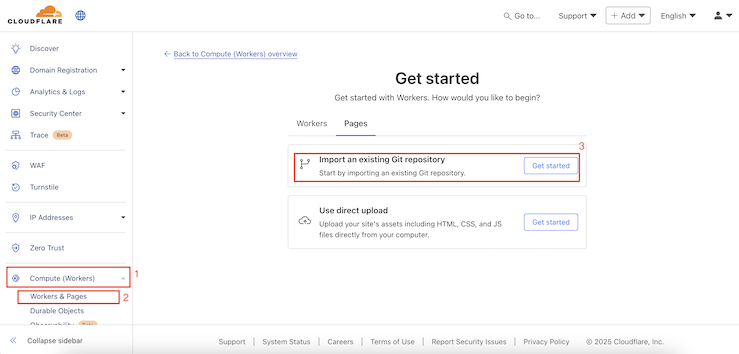 CLOUDFLARE
Go to...
Support
+ Add
English
Discover
Domain Registration
Analytics & Logs
Security Center
Trace Beta
WAF
Turnstile
IP Addresses
Zero Trust
Compute (Workers)
1
Workers & Pages
2
Durable Objects
Observability Beta
Collapse sidebar
← Back to Compute (Workers) overview
Get started
Get started with Workers. How would you like to begin?
Workers
Pages
3
Import an existing Git repository
Start by importing an existing Git repository.
Get started
Use direct upload
Upload your site's assets including HTML, CSS, and JS
files directly from your computer.
Get started
Support
System Status
Careers
Terms of Use
Report Security Issues
Privacy Policy
© 2025 Cloudflare, Inc.